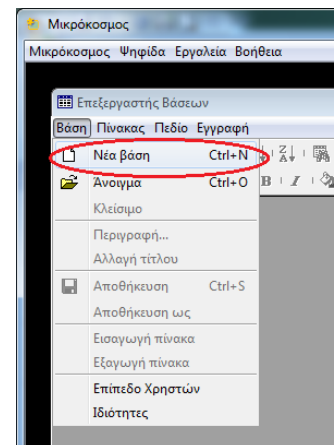 Μικρόκοσμος
Μικρόκοσμος Ψηφίδα Εργαλεία Βοήθεια
Επεξεργαστής Βάσεων
Βάση Πίνακας Πεδίο Εγγραφή
Νέα βάση Ctrl+N
Άνοιγμα Ctrl+O
B I
Κλείσιμο
Περιγραφή...
Αλλαγή τίτλου
Αποθήκευση Ctrl+S
Αποθήκευση ως
Εισαγωγή πίνακα
Εξαγωγή πίνακα
Επίπεδο Χρηστών
Ιδιότητες